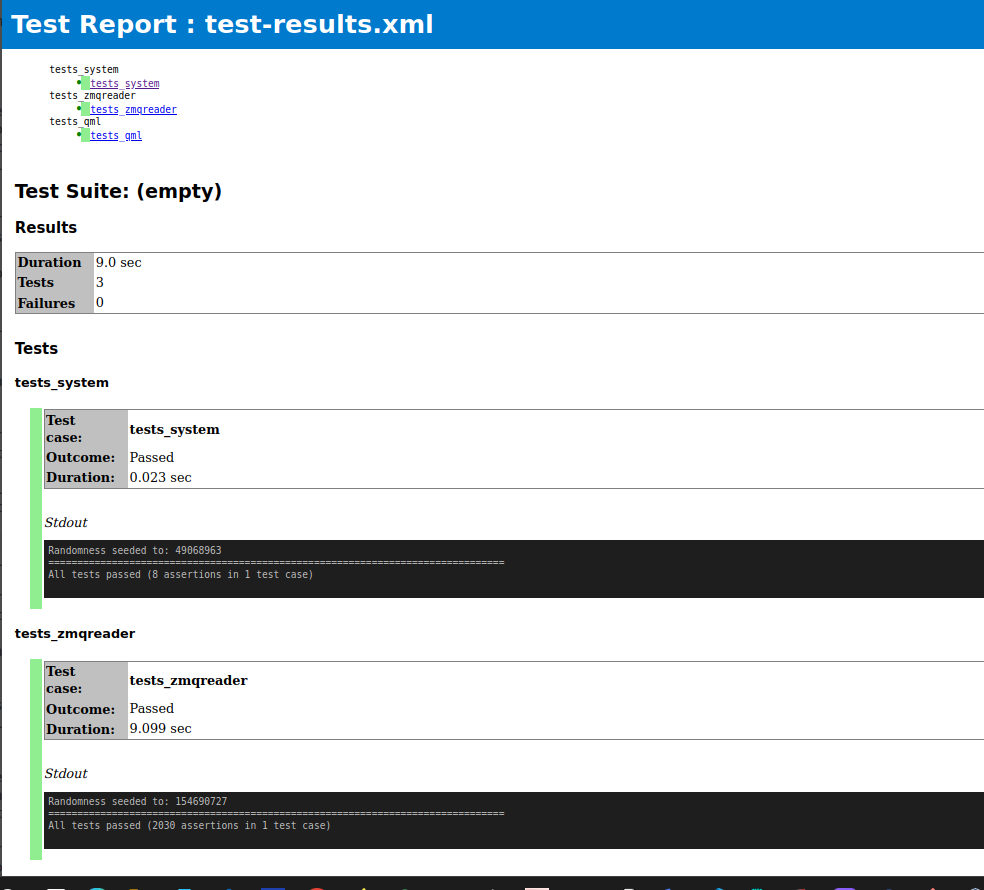 Test Report : test-results.xml
tests_system
tests_system
tests_zmqreader
tests_zmqreader
tests_qml
tests_qml
Test Suite: (empty)
Results
Duration 9.0 sec
Tests 3
Failures 0
Tests
tests_system
Test
case: tests_system
Outcome: Passed
Duration: 0.023 sec
Stdout
Randomness seeded to: 49068963
===============================================================================
All tests passed (8 assertions in 1 test case)
tests_zmqreader
Test
case: tests_zmqreader
Outcome: Passed
Duration: 9.099 sec
Stdout
Randomness seeded to: 154690727
===============================================================================
All tests passed (2030 assertions in 1 test case)